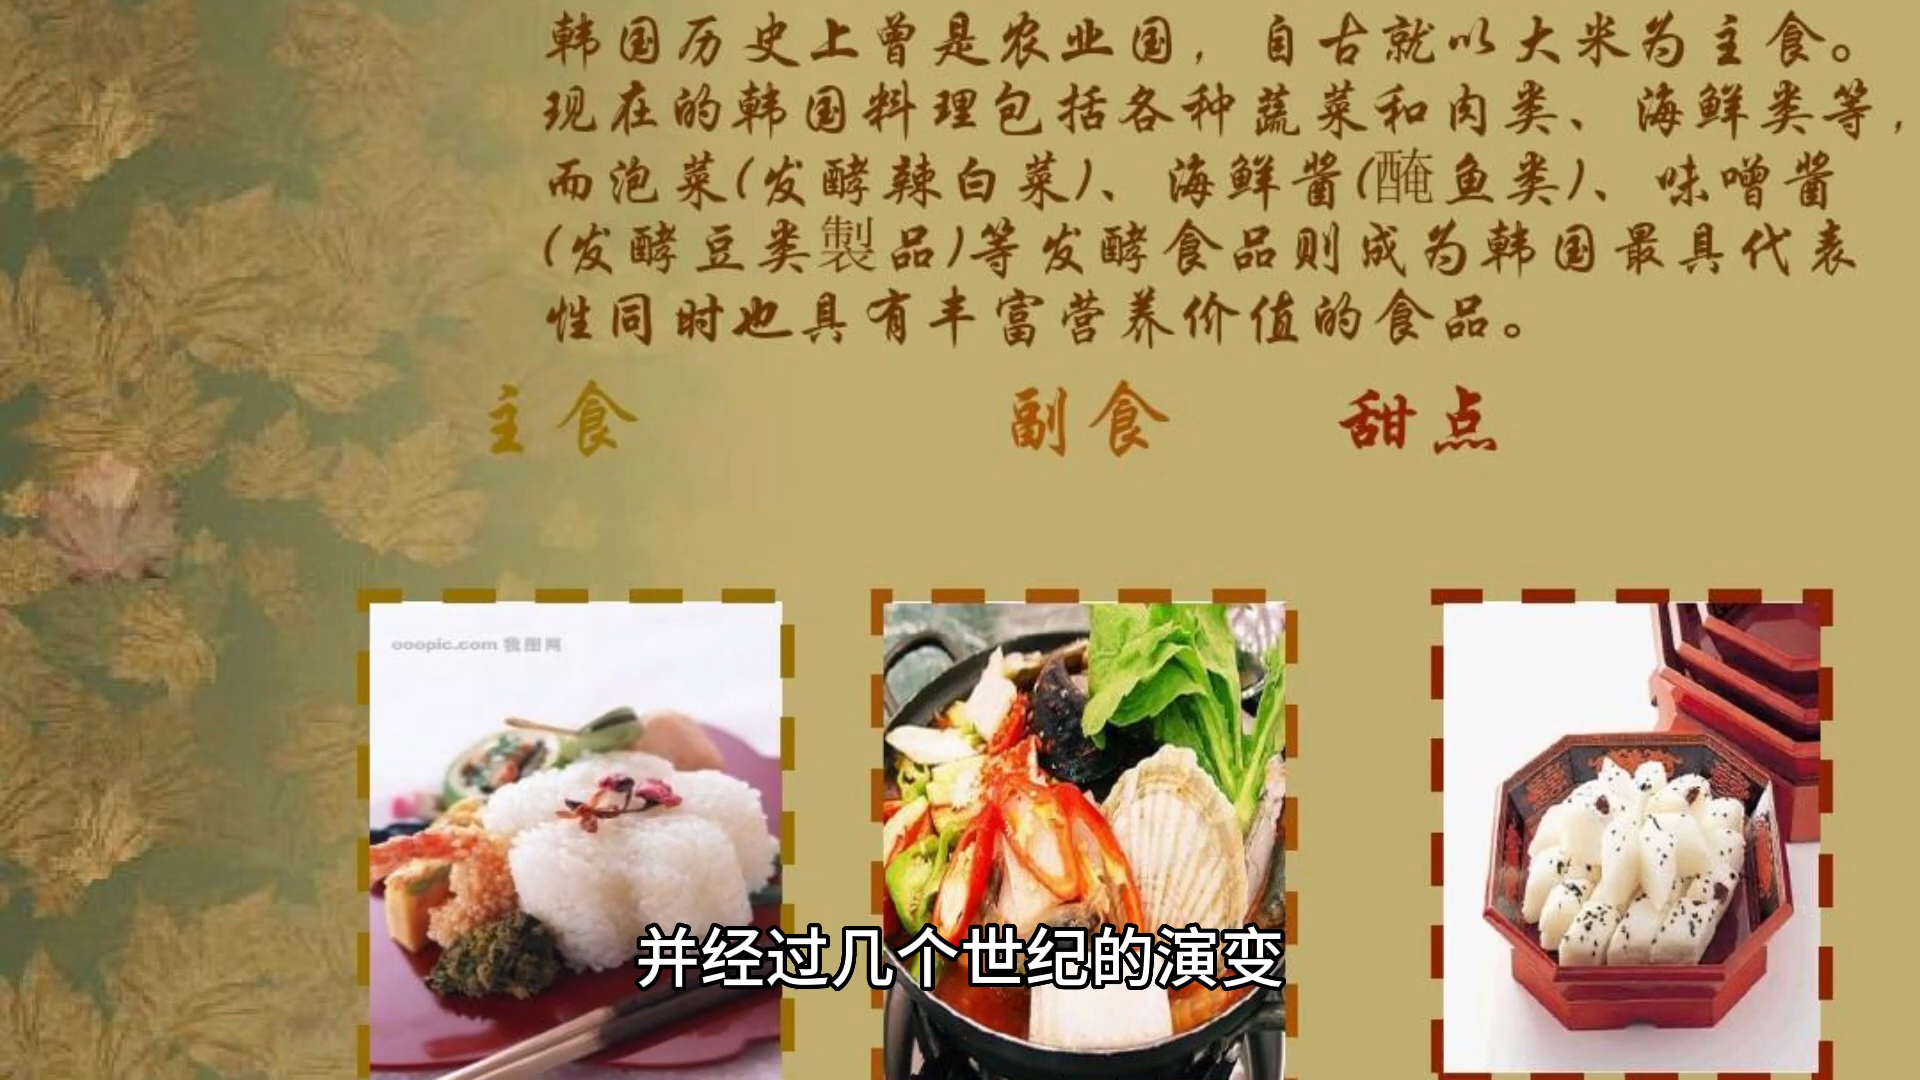 韩国历史上曾是农业国，自古就以大米为主食。
现在的韩国料理包括各种蔬菜和肉类、海鲜类等，
而泡菜(发酵辣白菜)、海鲜酱(醃鱼类)、味噌酱
(发酵豆类製品)等发酵食品则成为韩国最具代表
性同时也具有丰富营养价值的食品。
主食 副食 甜点
ooopic.com 我图网
并经过几个世纪的演变